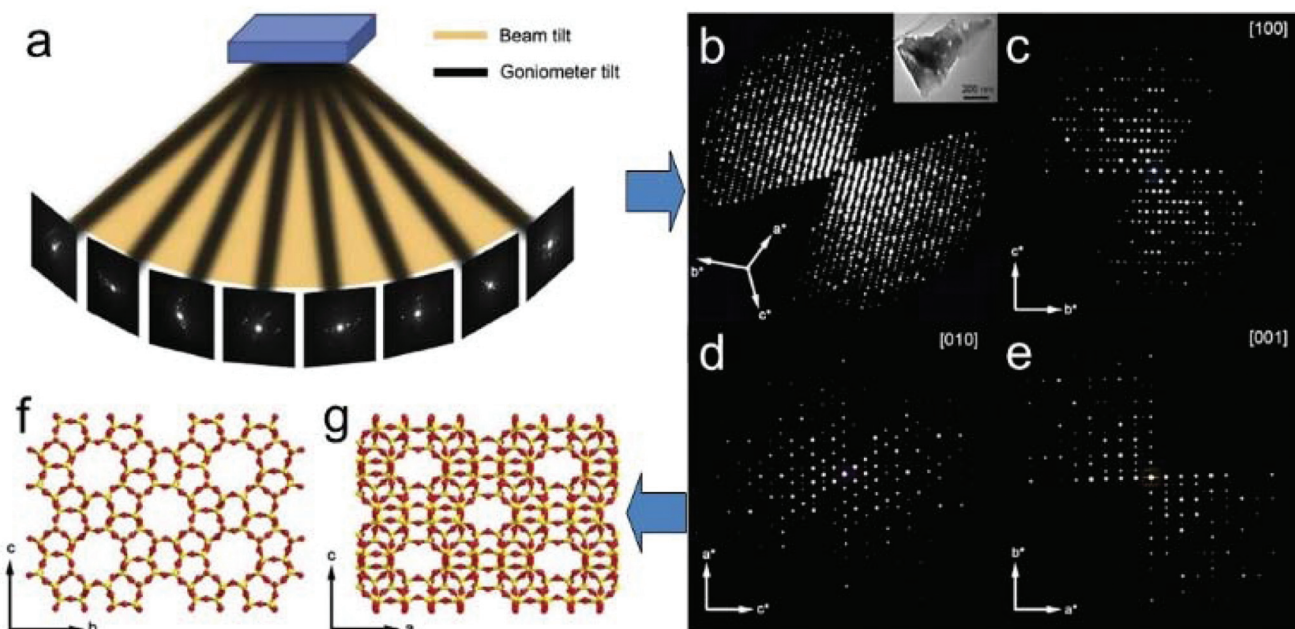 a
Beam tilt
Goniometer tilt
b
200 nm
a*
b*
c*
c
[100]
c*
b*
d
[010]
a*
c*
e
[001]
b*
a*
f
c
b
g
c
a